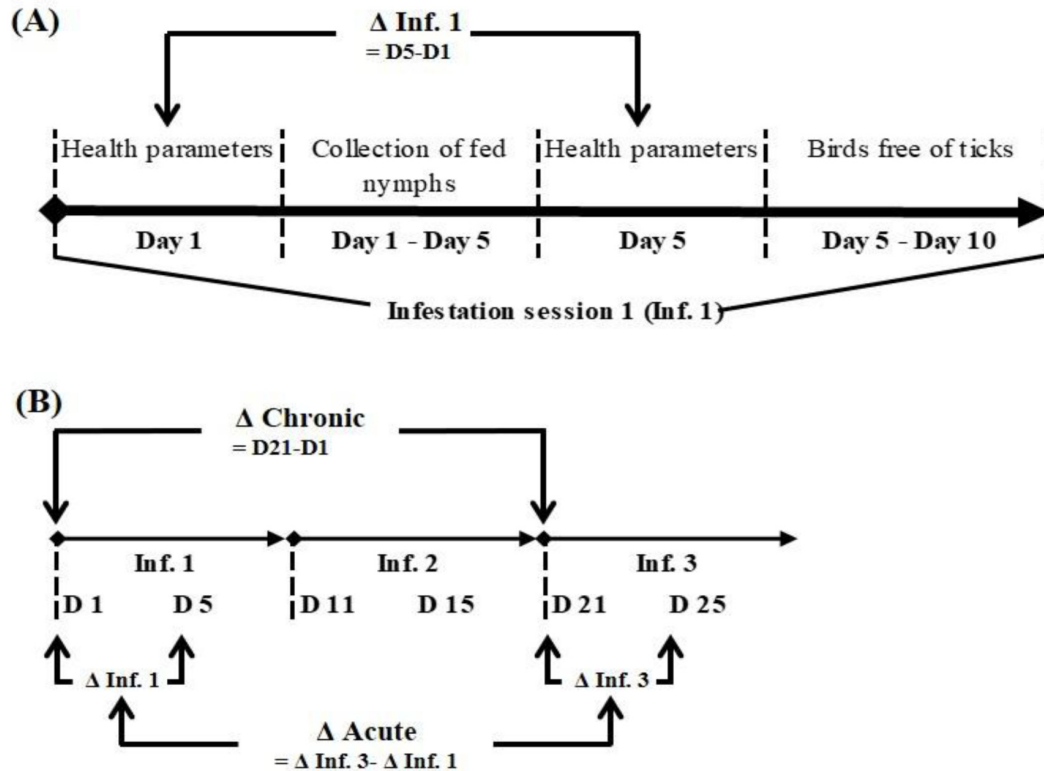 (A)
Δ Inf. 1
= D5-D1
Health parameters
Collection of fed
nymphs
Health parameters
Birds free of ticks
Day 1
Day 1 - Day 5
Day 5
Day 5 - Day 10
Infestation session 1 (Inf. 1)
(B)
Δ Chronic
= D21-D1
Inf. 1
Inf. 2
Inf. 3
D 1
D 5
D 11
D 15
D 21
D 25
Δ Inf. 1
Δ Inf. 3
Δ Acute
= Δ Inf. 3- Δ Inf. 1